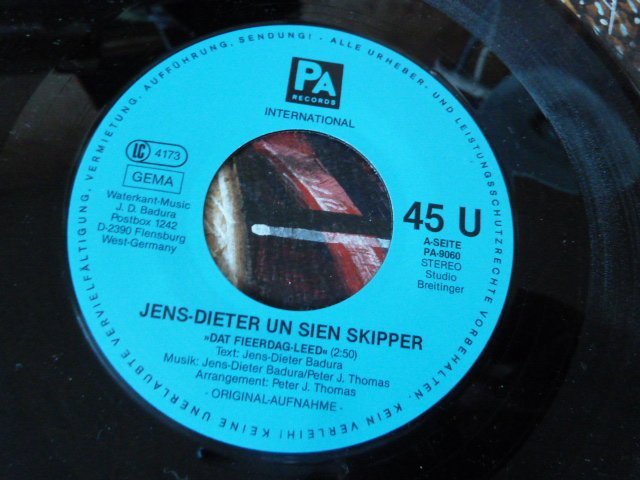 PA
RECORDS
INTERNATIONAL
LC 4173
GEMA
Waterkant-Music
J. D. Badura
Postbox 1242
D-2390 Flensburg
West-Germany
45 U
A-SEITE
PA-9060
STEREO
Studio
Breitinger
JENS-DIETER UN SIEN SKIPPER
»DAT FIEERDAG-LEED« (2:50)
Text: Jens-Dieter Badura
Musik: Jens-Dieter Badura/Peter J. Thomas
Arrangement: Peter J. Thomas
· ORIGINAL-AUFNAHME ·
ALLE URHEBER- UND LEISTUNGSSCHUTZRECHTE VORBEHALTEN. · KEIN VERLEIH! KEINE UNERLAUBTE VERVIELFÄLTIGUNG, VERMIETUNG, AUFFÜHRUNG, SENDUNG! ·